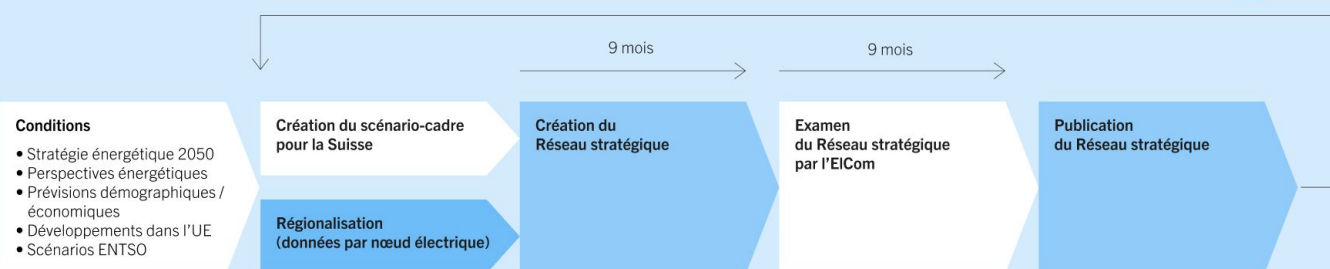 9 mois
9 mois
Conditions
• Stratégie énergétique 2050
• Perspectives énergétiques
• Prévisions démographiques /
économiques
• Développements dans l'UE
• Scénarios ENTSO
Création du scénario-cadre
pour la Suisse
Régionalisation
(données par nœud électrique)
Création du
Réseau stratégique
Examen
du Réseau stratégique
par l'ElCom
Publication
du Réseau stratégique